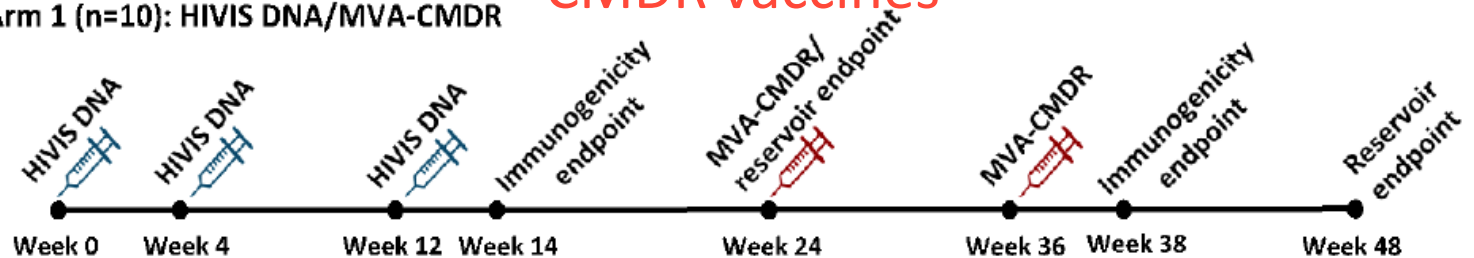 CMDR vaccines
Arm 1 (n=10): HIVIS DNA/MVA-CMDR
HIVIS DNA
HIVIS DNA
HIVIS DNA
Immunogenicity
endpoint
MVA-CMDR/
reservoir endpoint
MVA-CMDR
Immunogenicity
endpoint
Reservoir
endpoint
Week 0
Week 4
Week 12
Week 14
Week 24
Week 36
Week 38
Week 48